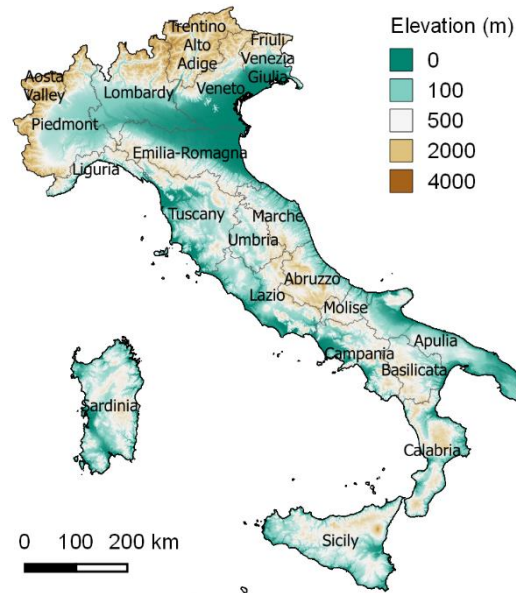 Elevation (m)
0
100
500
2000
4000
Trentino
Alto
Adige
Friuli
Venezia
Giulia
Aosta
Valley
Lombardy
Veneto
Piedmont
Emilia-Romagna
Liguria
Tuscany
Marche
Umbria
Abruzzo
Lazio
Molise
Apulia
Campania
Basilicata
Sardinia
Calabria
Sicily
0 100 200 km